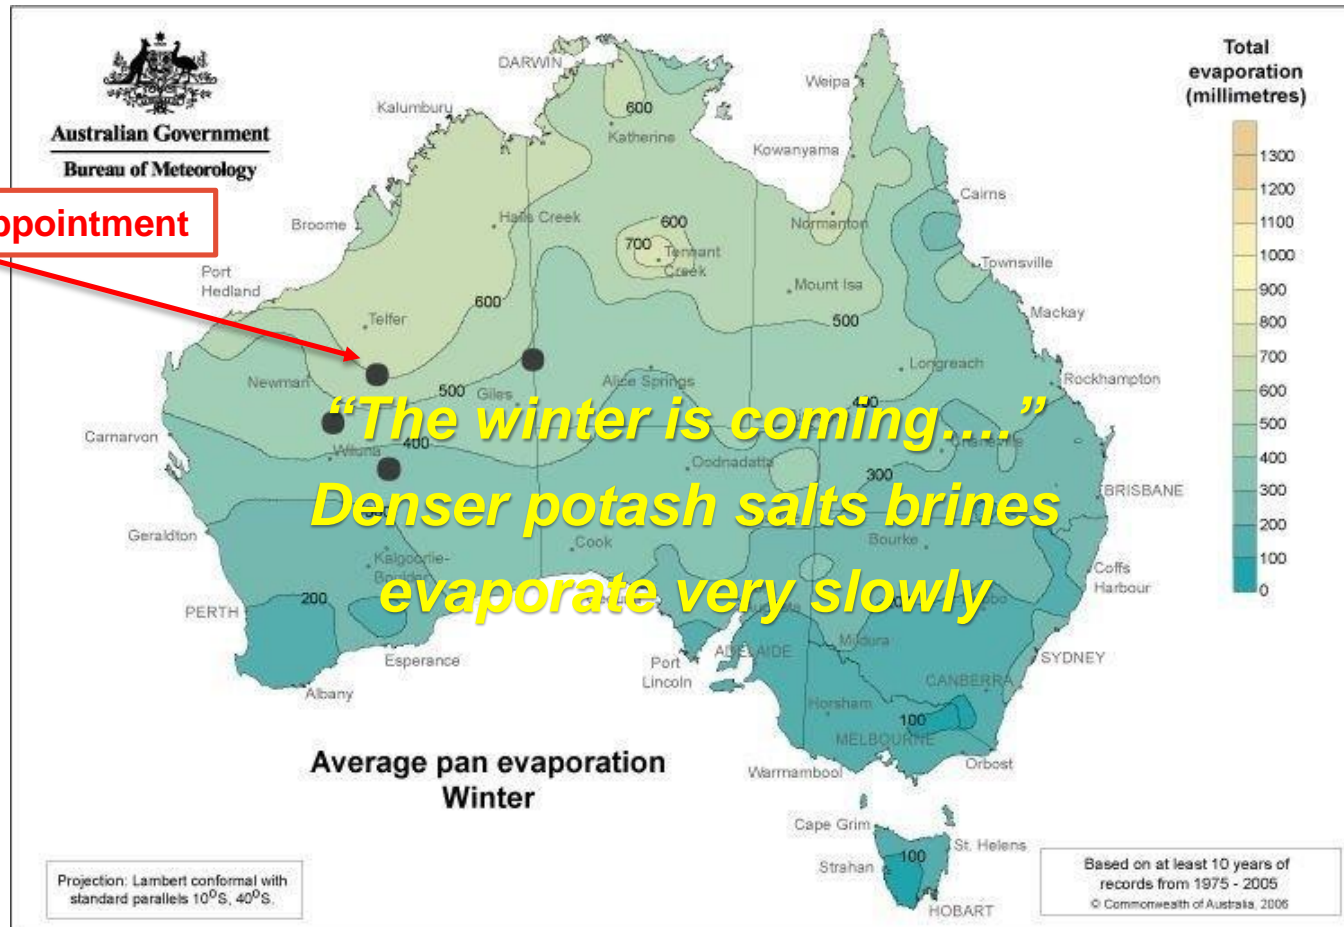 Australian Government
Bureau of Meteorology
ppointment
Total
evaporation
(millimetres)
1300
1200
1100
1000
900
800
700
600
500
400
300
200
100
0
DARWIN
Weipa
Kalumburu
600
Katherine
Kowanyama
Cairns
Halls Creek
Broome
Normanton
600
700
Tennant
Creek
Townsville
Port
Hedland
Mount Isa
600
Telfer
500
Mackay
Longreach
Newman
Alice Springs
Rockhampton
500
Giles
400
“The winter is coming....”
Carnarvon
400
Wiluna
Charleville
Oodnadatta
300
BRISBANE
Denser potash salts brines
Geraldton
Cook
Bourke
Kalgoorlie-
Boulder
Coffs
Harbour
evaporate very slowly
200
PERTH
Mildura
Esperance
Port
Lincoln
ADELAIDE
SYDNEY
CANBERRA
Albany
Horsham
100
MELBOURNE
Orbost
Warrnambool
Average pan evaporation
Winter
Cape Grim
St. Helens
100
Strahan
HOBART
Projection: Lambert conformal with
standard parallels 10⁰S, 40⁰S.
Based on at least 10 years of
records from 1975 - 2005
© Commonwealth of Australia, 2006